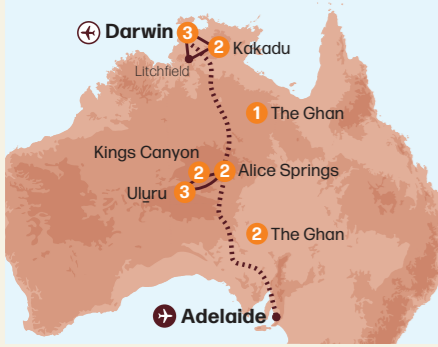 Darwin 3
2 Kakadu
Litchfield
1 The Ghan
Kings Canyon
2
2 Alice Springs
Uluṟu 3
2 The Ghan
Adelaide